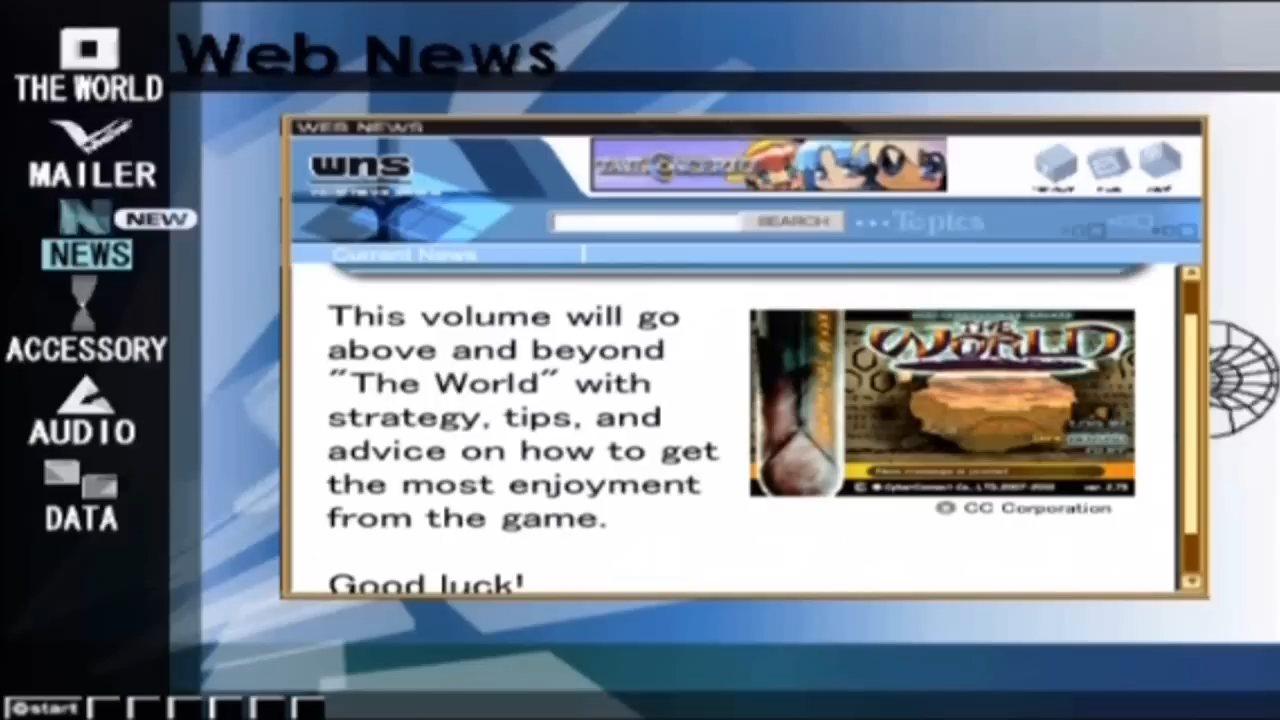 Web News
THE WORLD
MAILER
NEW
NEWS
ACCESSORY
AUDIO
DATA
start
WEB NEWS
wns
SEARCH
...Topics
Current News
This volume will go
above and beyond
"The World" with
strategy, tips, and
advice on how to get
the most enjoyment
from the game.
Good luck!
THE
WORLD
© CC Corporation